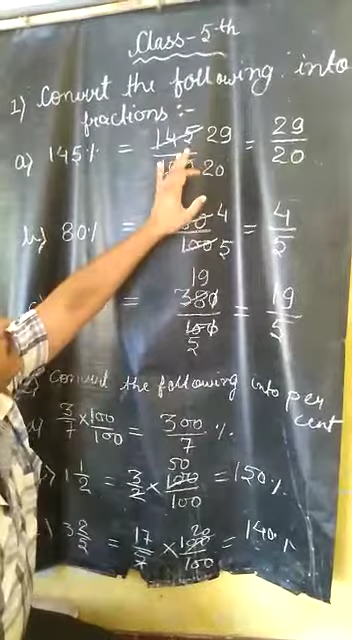 Class-5th
1) Convert the following into
fractions :-
a) 145% = 145/100 29/20 = 29/20
b) 80% = 80/100 4/5 = 4/5
= 380/100 19/5 = 19/5
Convert the following into per cent
3/7 × 100/100 = 300/7 %
1 1/2 = 3/2 × 100/100 50 = 150%
3 2/5 = 17/5 × 100/100 20 = 140%